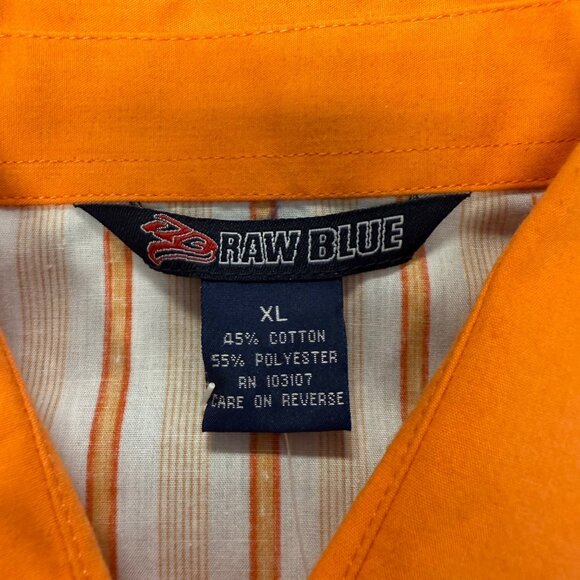 RAW BLUE
XL
45% COTTON
55% POLYESTER
RN 103107
CARE ON REVERSE